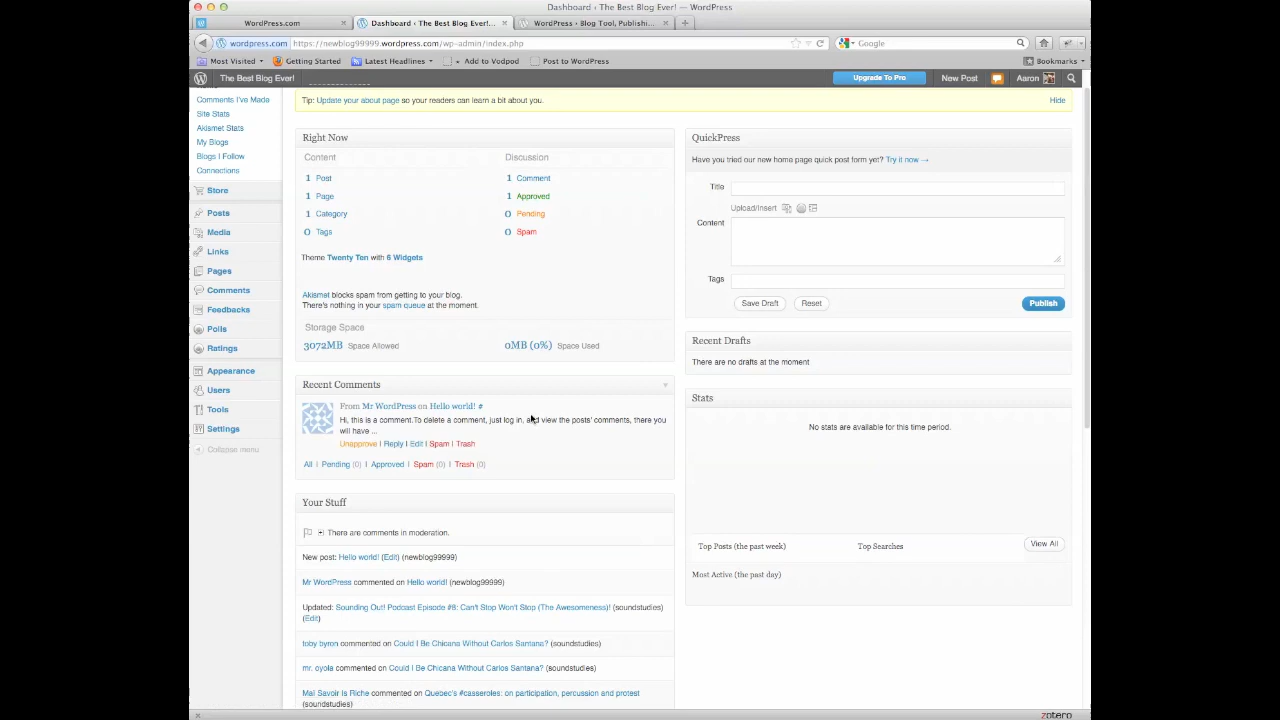 Dashboard ‹ The Best Blog Ever! — WordPress
WordPress.com
Dashboard ‹ The Best Blog Ever!...
WordPress › Blog Tool, Publishi...
wordpress.com
https://newblog99999.wordpress.com/wp-admin/index.php
Google
Most Visited
Getting Started
Latest Headlines
Add to Vodpod
Post to WordPress
Bookmarks
The Best Blog Ever!
Upgrade To Pro
New Post
Aaron
Comments I've Made
Site Stats
Akismet Stats
My Blogs
Blogs I Follow
Connections
Store
Posts
Media
Links
Pages
Comments
Feedbacks
Polls
Ratings
Appearance
Users
Tools
Settings
Collapse menu
Tip: Update your about page so your readers can learn a bit about you.
Hide
Right Now
Content
Discussion
1 Post
1 Comment
1 Page
1 Approved
1 Category
0 Pending
0 Tags
0 Spam
Theme Twenty Ten with 6 Widgets
Akismet blocks spam from getting to your blog.
There's nothing in your spam queue at the moment.
Storage Space
3072MB Space Allowed
0MB (0%) Space Used
Recent Comments
From Mr WordPress on Hello world! #
Hi, this is a comment.To delete a comment, just log in, and view the posts' comments, there you
will have ...
Unapprove | Reply | Edit | Spam | Trash
All | Pending (0) | Approved | Spam (0) | Trash (0)
Your Stuff
There are comments in moderation.
New post: Hello world! (Edit) (newblog99999)
Mr WordPress commented on Hello world! (newblog99999)
Updated: Sounding Out! Podcast Episode #8: Can't Stop Won't Stop (The Awesomeness)! (soundstudies)
(Edit)
toby byron commented on Could I Be Chicana Without Carlos Santana? (soundstudies)
mr. oyola commented on Could I Be Chicana Without Carlos Santana? (soundstudies)
Mal Savoir Is Riche commented on Quebec's #casseroles: on participation, percussion and protest
(soundstudies)
QuickPress
Have you tried our new home page quick post form yet? Try it now →
Title
Upload/Insert
Content
Tags
Save Draft
Reset
Publish
Recent Drafts
There are no drafts at the moment
Stats
No stats are available for this time period.
Top Posts (the past week)
Top Searches
View All
Most Active (the past day)
zotero